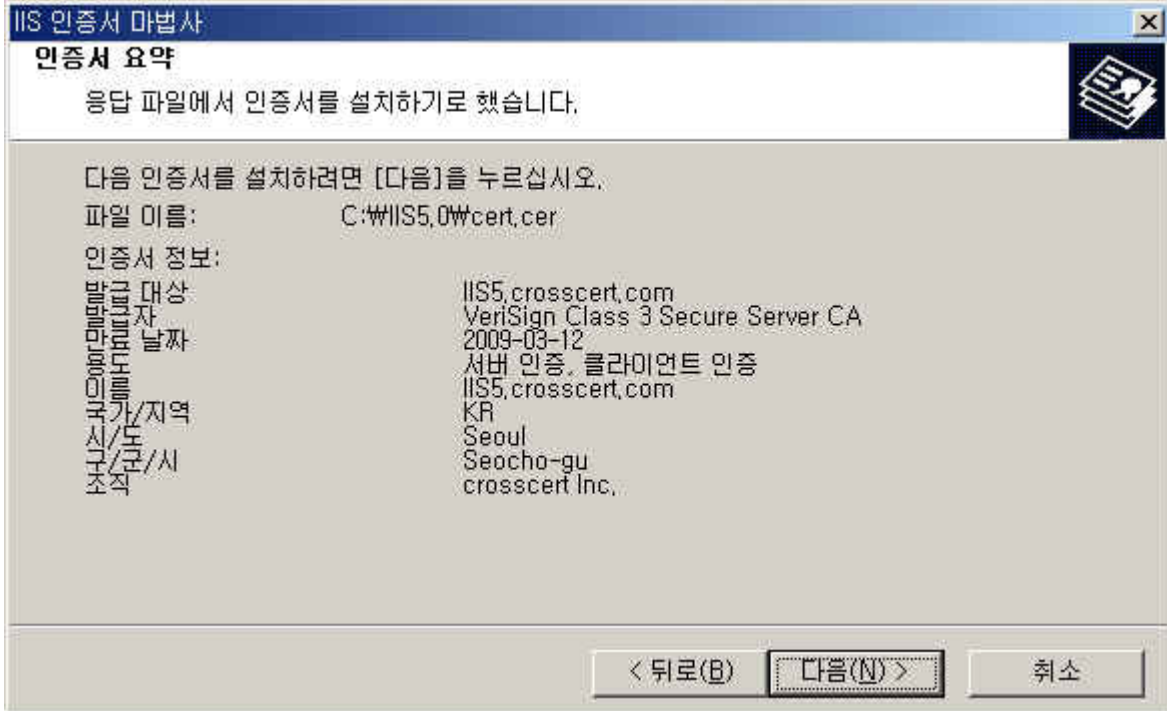 IIS 인증서 마법사
인증서 요약
응답 파일에서 인증서를 설치하기로 했습니다.
다음 인증서를 설치하려면 [다음]을 누르십시오.
파일 이름: C:₩IIS5.0₩cert.cer
인증서 정보:
발급 대상 IIS5.crosscert.com
발급자 VeriSign Class 3 Secure Server CA
만료 날짜 2009-03-12
용도 서버 인증, 클라이언트 인증
이름 IIS5.crosscert.com
국가/지역 KR
시/도 Seoul
구/군/시 Seocho-gu
조직 crosscert Inc.
< 뒤로(B) 다음(N) > 취소